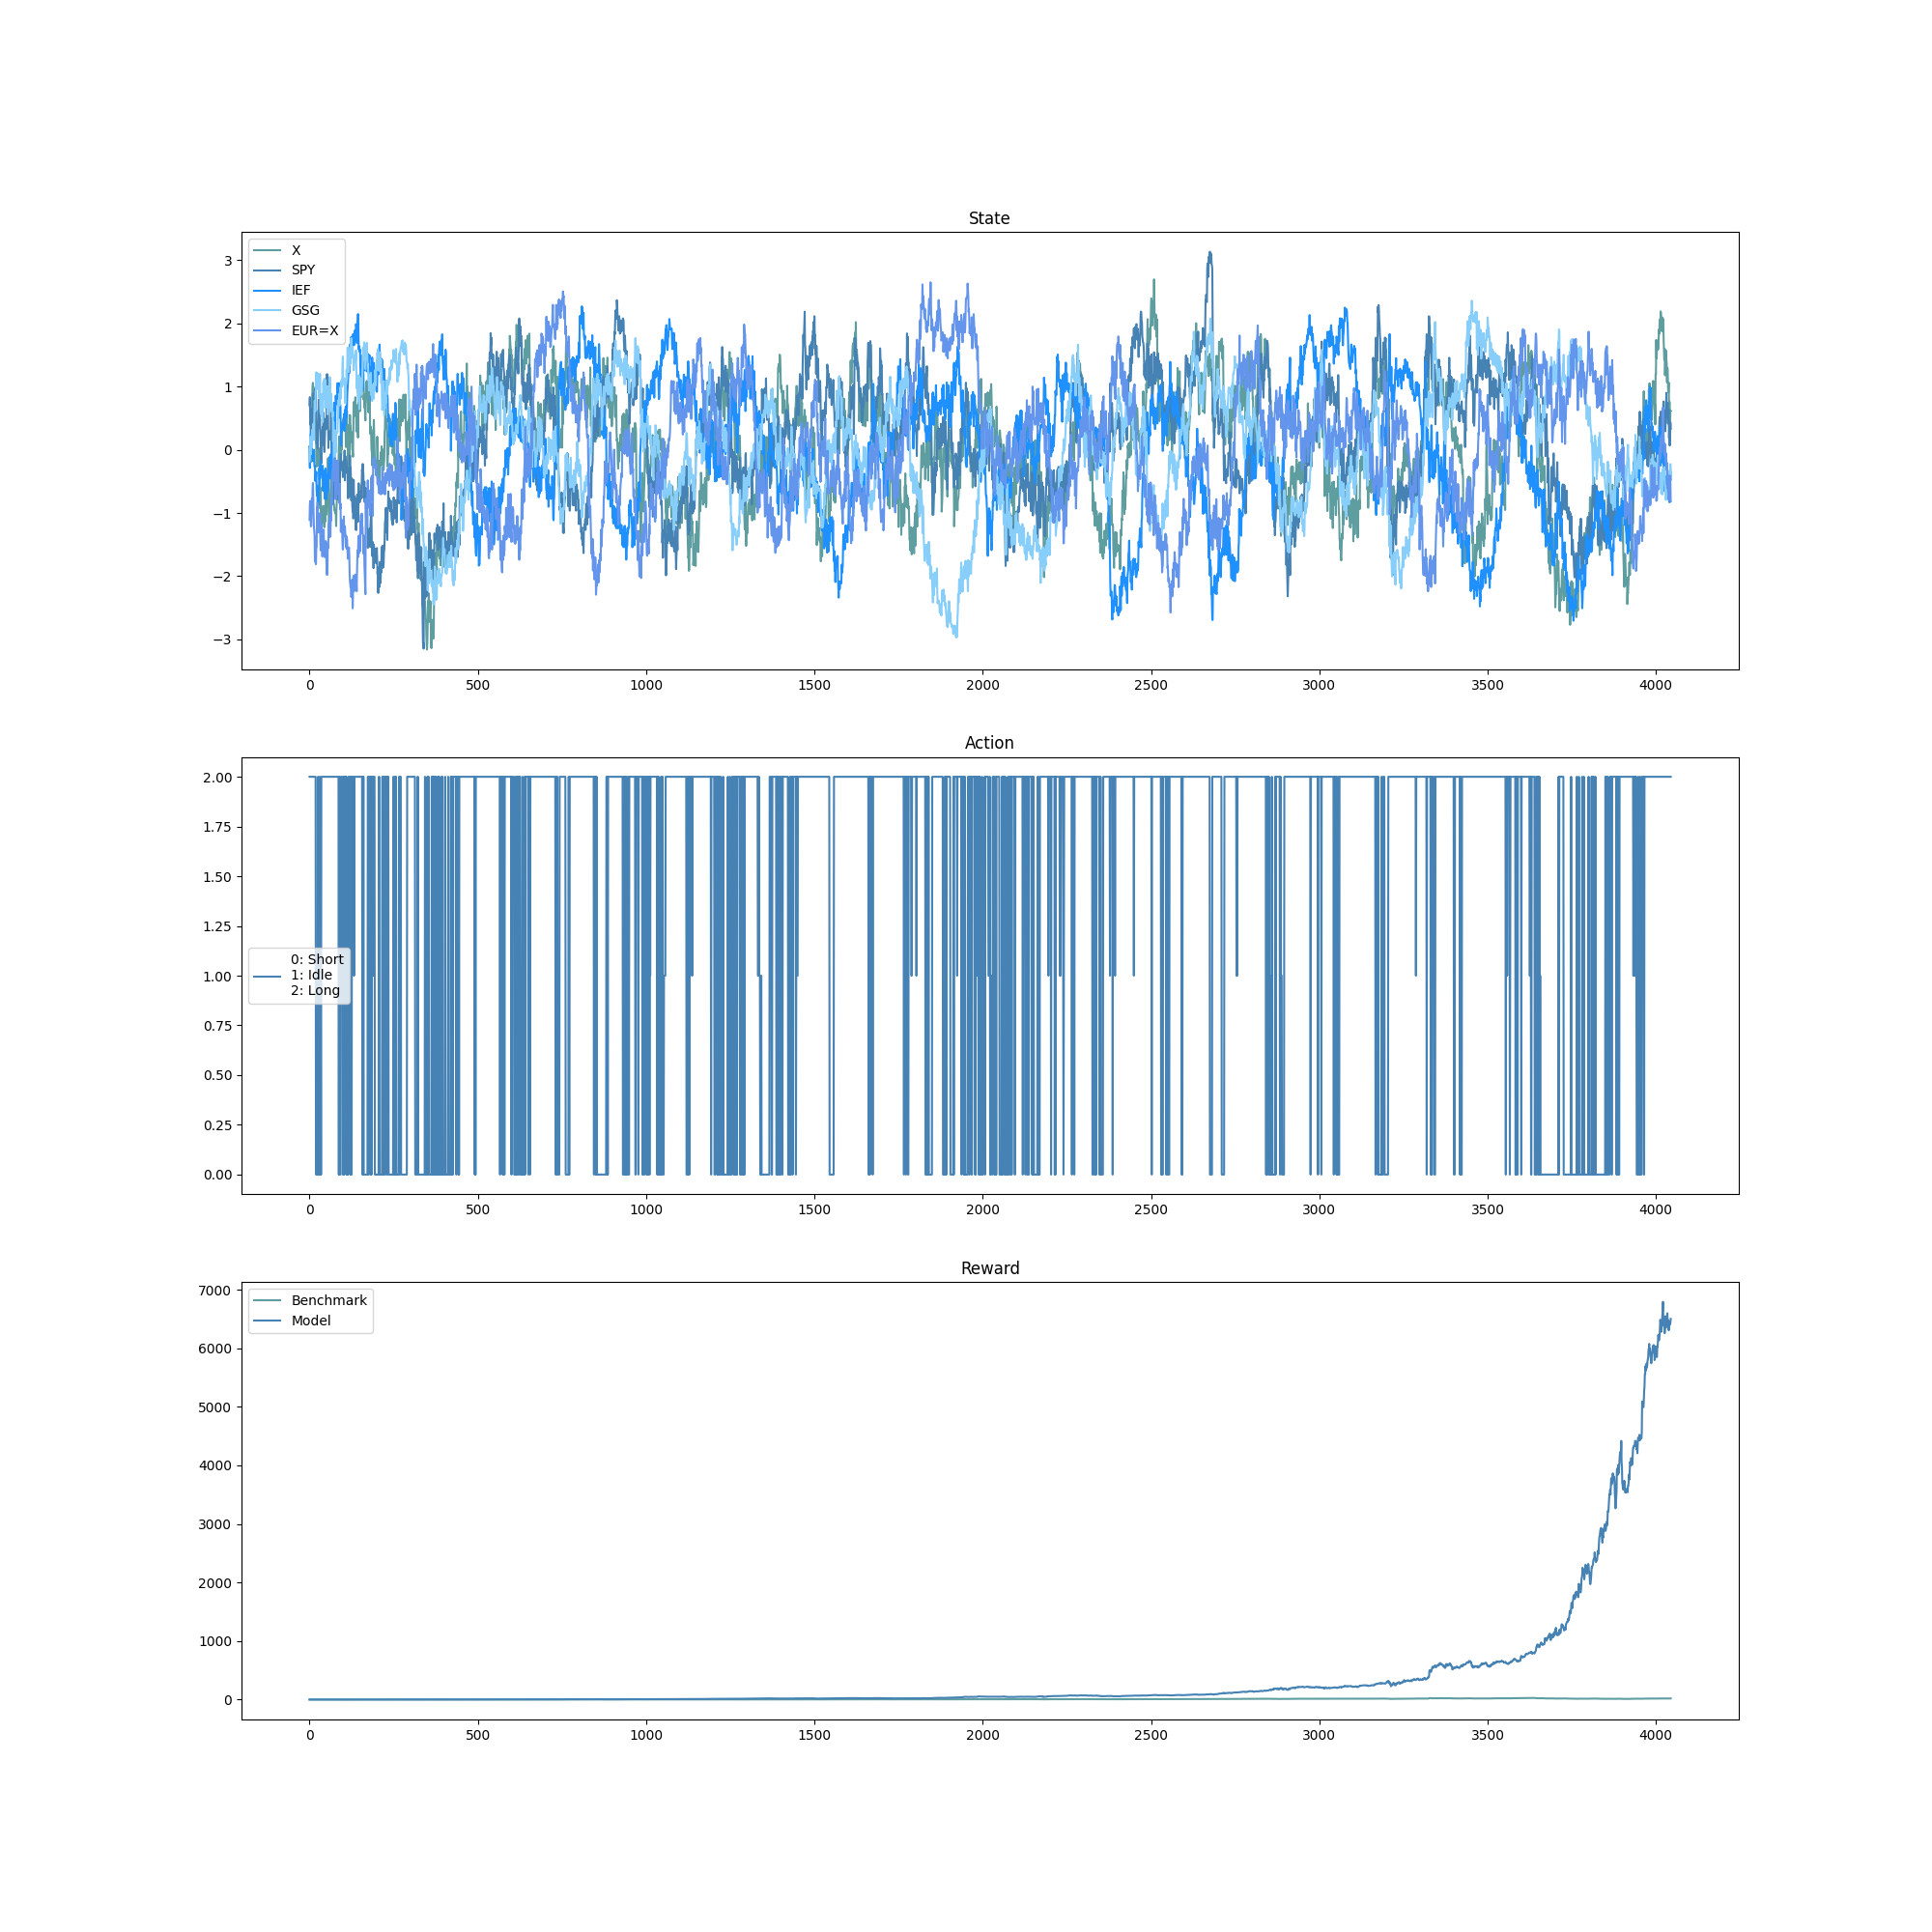 State
X
SPY
IEF
GSG
EUR=X
3
2
1
0
−1
−2
−3
0 500 1000 1500 2000 2500 3000 3500 4000
Action
2.00
1.75
1.50
1.25
1.00
0.75
0.50
0.25
0.00
0: Short
1: Idle
2: Long
0 500 1000 1500 2000 2500 3000 3500 4000
Reward
Benchmark
Model
7000
6000
5000
4000
3000
2000
1000
0
0 500 1000 1500 2000 2500 3000 3500 4000